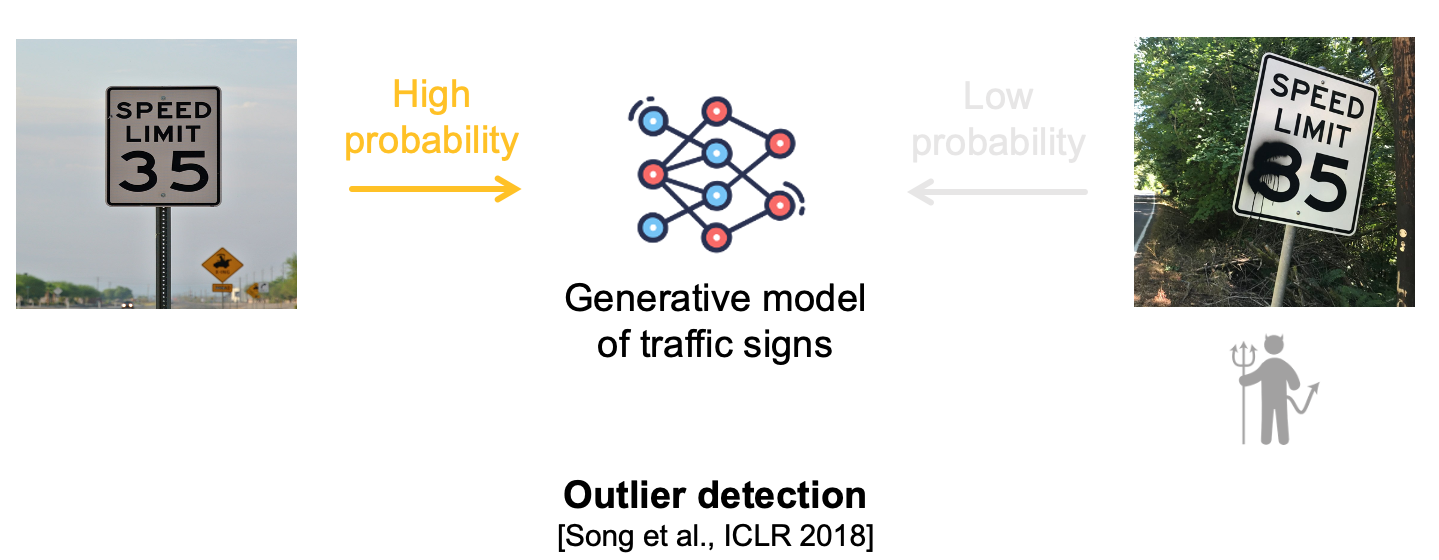 SPEED
LIMIT
35
High
probability
Low
probability
SPEED
LIMIT
85
Generative model
of traffic signs
Outlier detection
[Song et al., ICLR 2018]